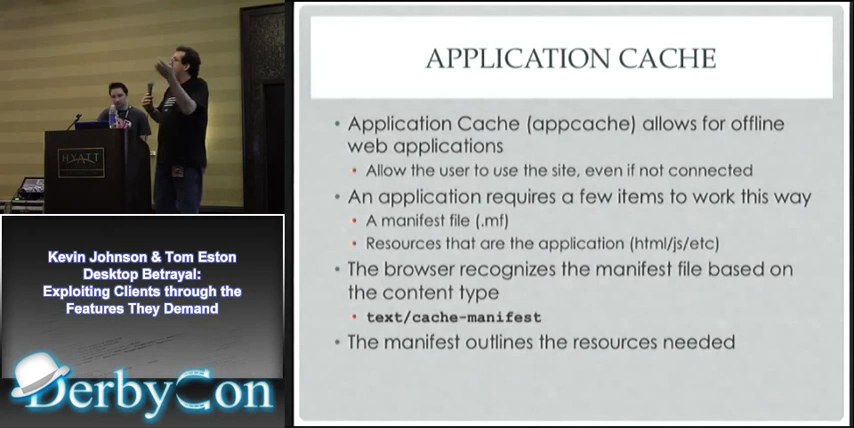 HYATT
Kevin Johnson & Tom Eston
Desktop Betrayal:
Exploiting Clients through the
Features They Demand
DerbyCon
APPLICATION CACHE
• Application Cache (appcache) allows for offline
web applications
• Allow the user to use the site, even if not connected
• An application requires a few items to work this way
• A manifest file (.mf)
• Resources that are the application (html/js/etc)
• The browser recognizes the manifest file based on
the content type
• text/cache-manifest
• The manifest outlines the resources needed